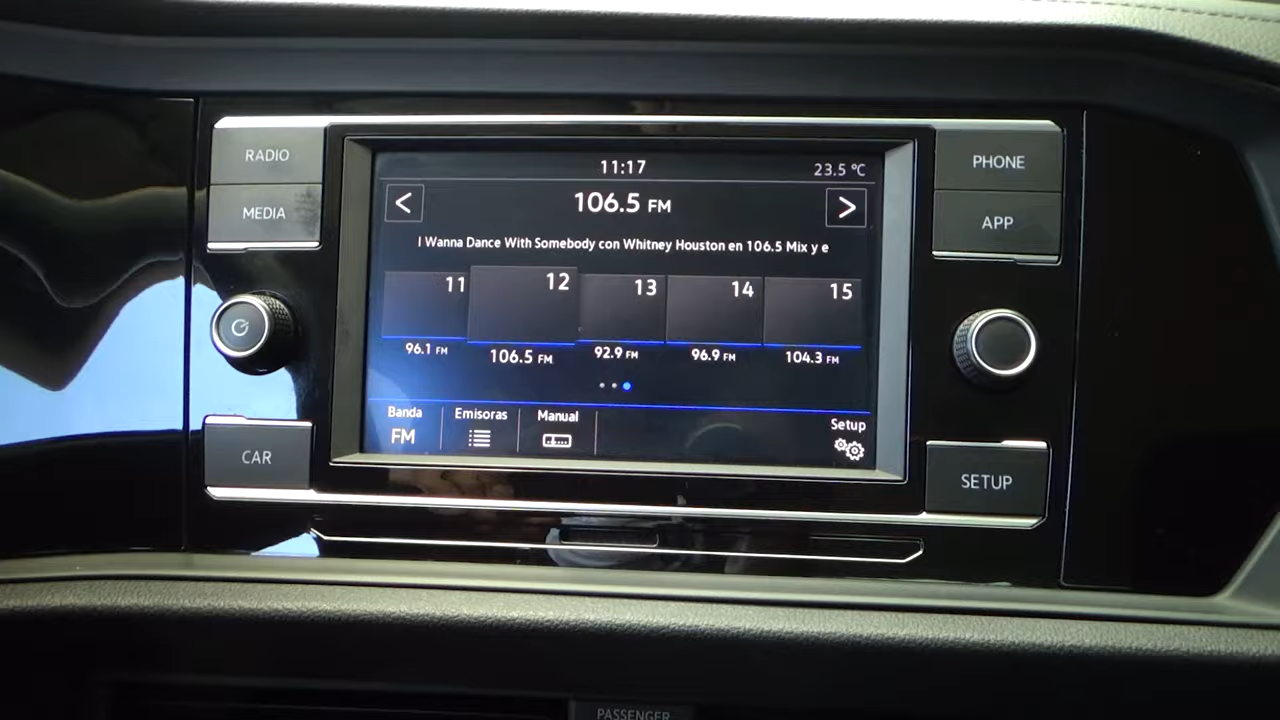 RADIO
MEDIA
CAR
11:17
23.5 °C
<
106.5 FM
>
I Wanna Dance With Somebody con Whitney Houston en 106.5 Mix y e
11
12
13
14
15
96.1 FM
106.5 FM
92.9 FM
96.9 FM
104.3 FM
Banda
FM
Emisoras
Manual
Setup
PHONE
APP
SETUP
PASSENGER